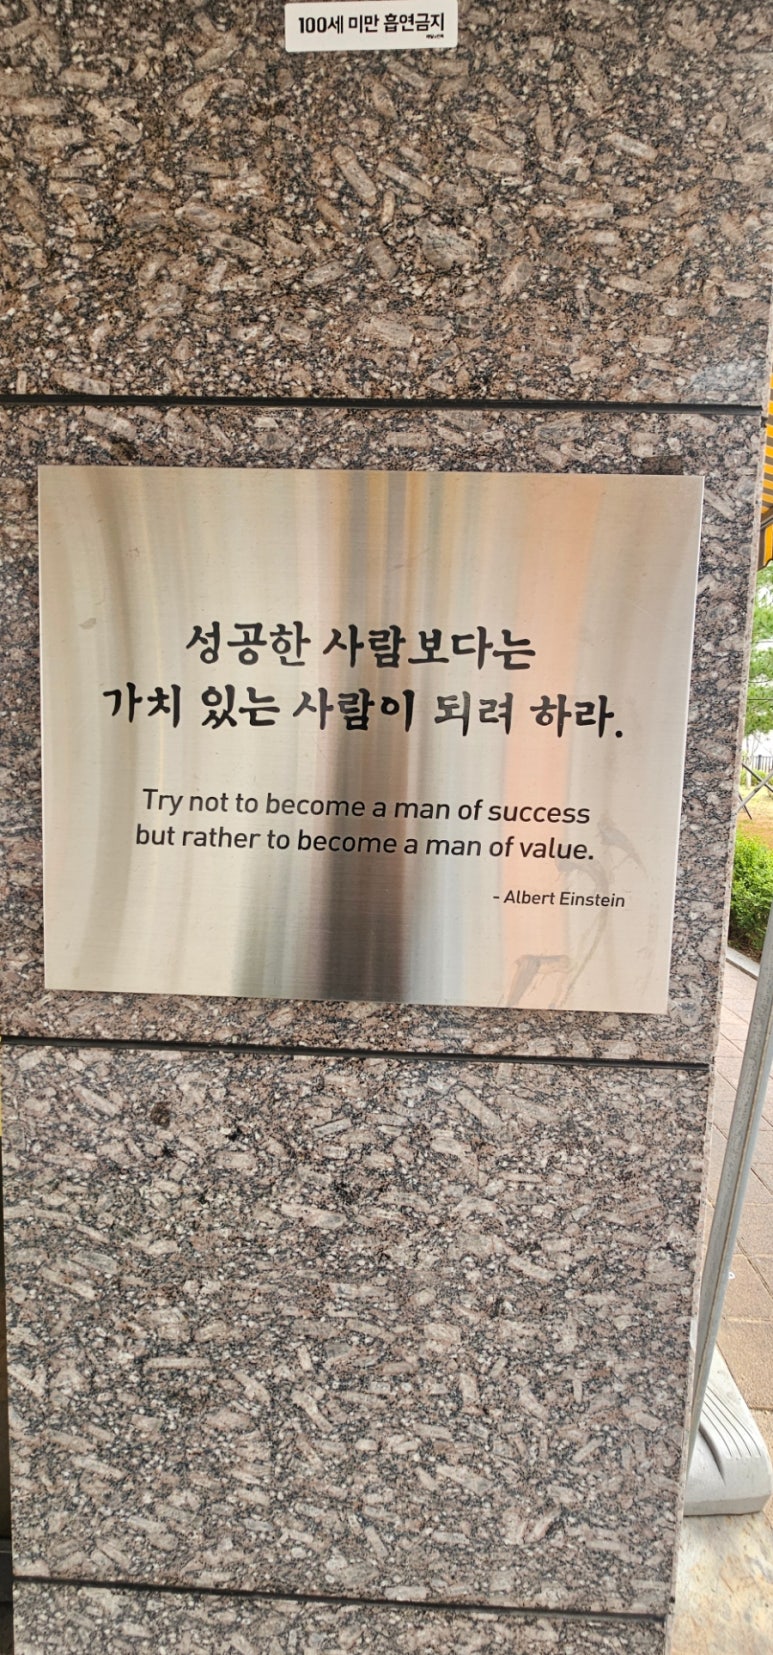 100세 미만 흡연금지
성공한 사람보다는
가치 있는 사람이 되려 하라.
Try not to become a man of success
but rather to become a man of value.
- Albert Einstein